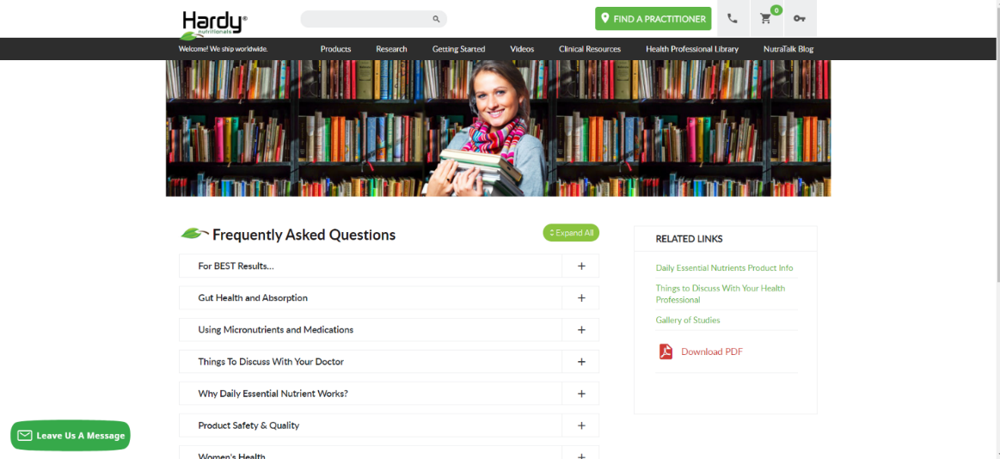 Hardy®
nutritionals
FIND A PRACTITIONER
0
Welcome! We ship worldwide.
Products
Research
Getting Started
Videos
Clinical Resources
Health Professional Library
NutraTalk Blog
Frequently Asked Questions
Expand All
For BEST Results...
Gut Health and Absorption
Using Micronutrients and Medications
Things To Discuss With Your Doctor
Why Daily Essential Nutrient Works?
Product Safety & Quality
Women's Health
RELATED LINKS
Daily Essential Nutrients Product Info
Things to Discuss With Your Health
Professional
Gallery of Studies
Download PDF
Leave Us A Message